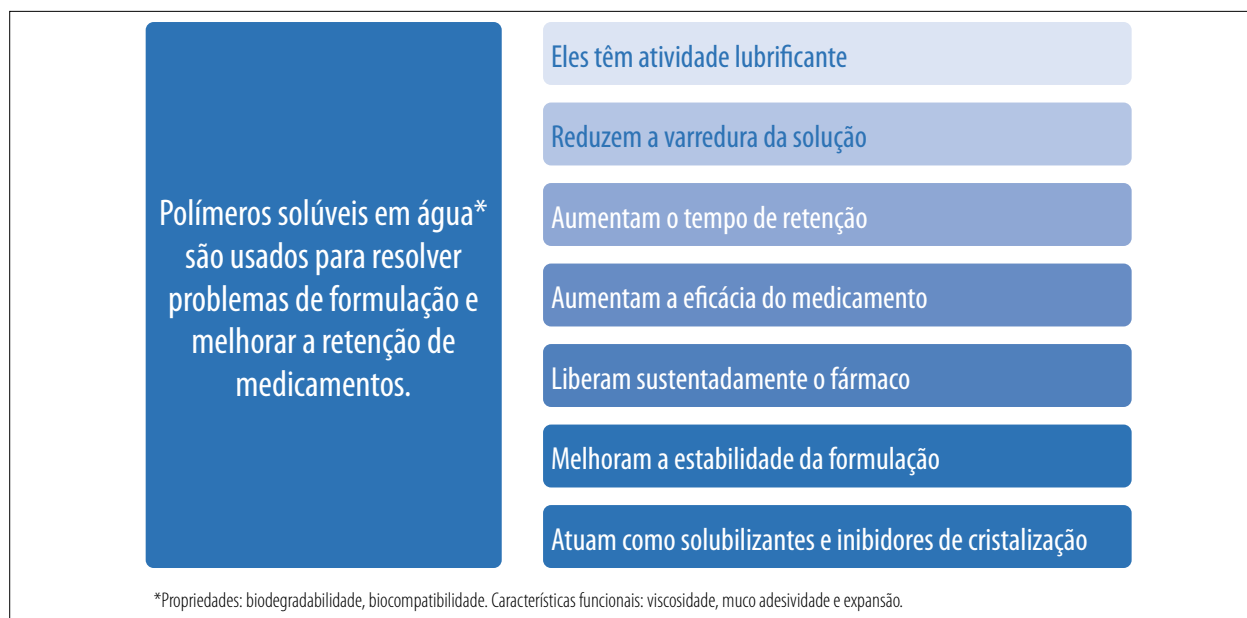 Polímeros solúveis em água*
são usados para resolver
problemas de formulação e
melhorar a retenção de
medicamentos.
Eles têm atividade lubrificante
Reduzem a varredura da solução
Aumentam o tempo de retenção
Aumentam a eficácia do medicamento
Liberam sustentadamente o fármaco
Melhoram a estabilidade da formulação
Atuam como solubilizantes e inibidores de cristalização
*Propriedades: biodegradabilidade, biocompatibilidade. Características funcionais: viscosidade, muco adesividade e expansão.